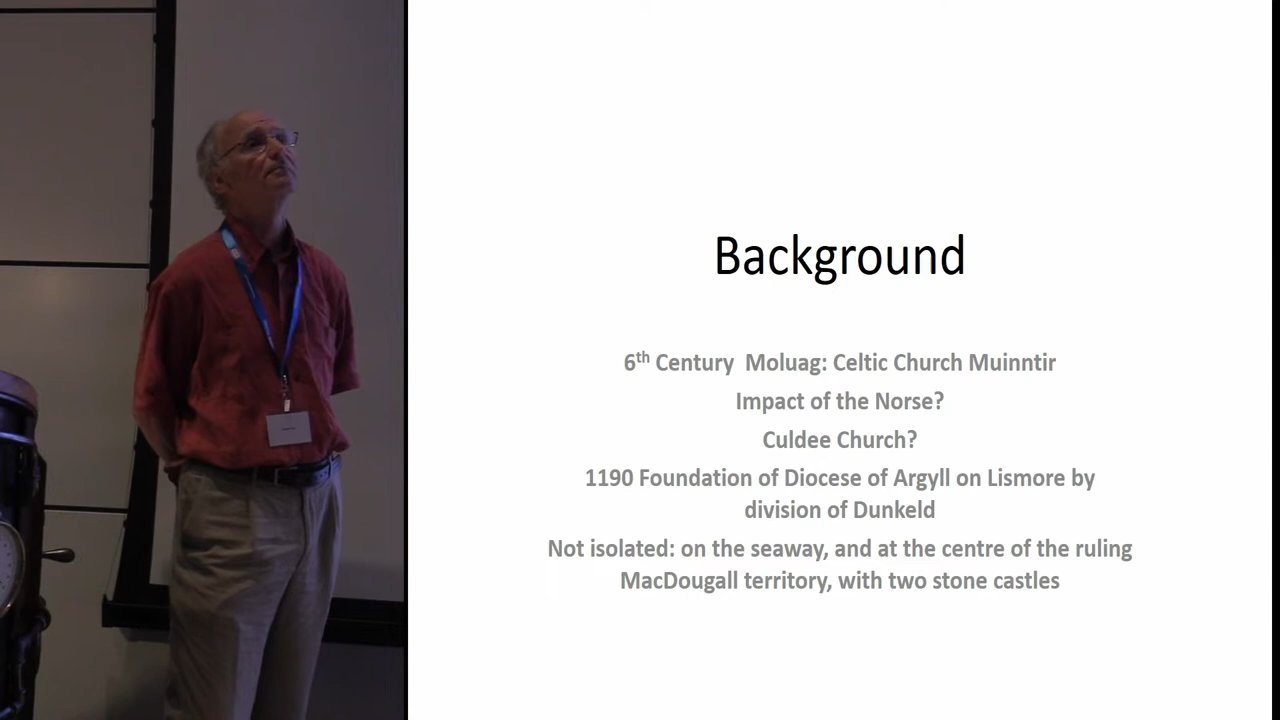 Background
6th Century Moluag: Celtic Church Muinntir
Impact of the Norse?
Culdee Church?
1190 Foundation of Diocese of Argyll on Lismore by
division of Dunkeld
Not isolated: on the seaway, and at the centre of the ruling
MacDougall territory, with two stone castles